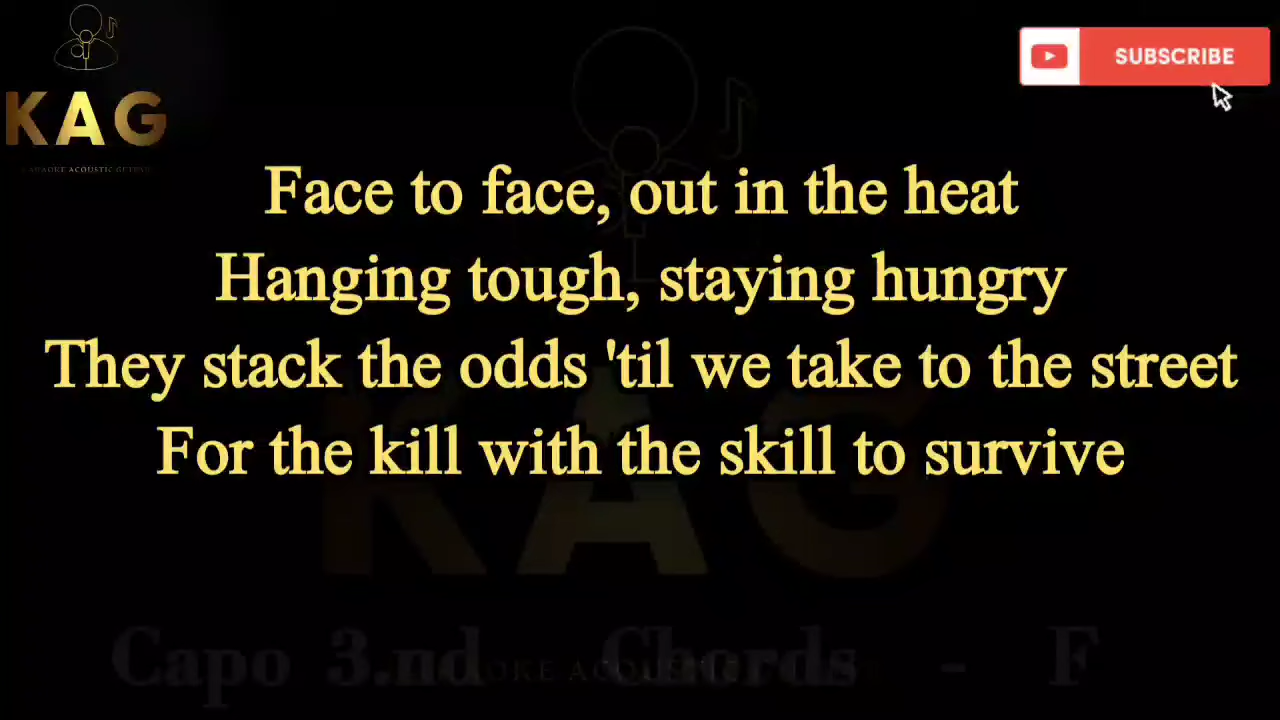 KAG
SUBSCRIBE
Face to face, out in the heat
Hanging tough, staying hungry
They stack the odds 'til we take to the street
For the kill with the skill to survive
KAG
Capo 3.nd Chords - F